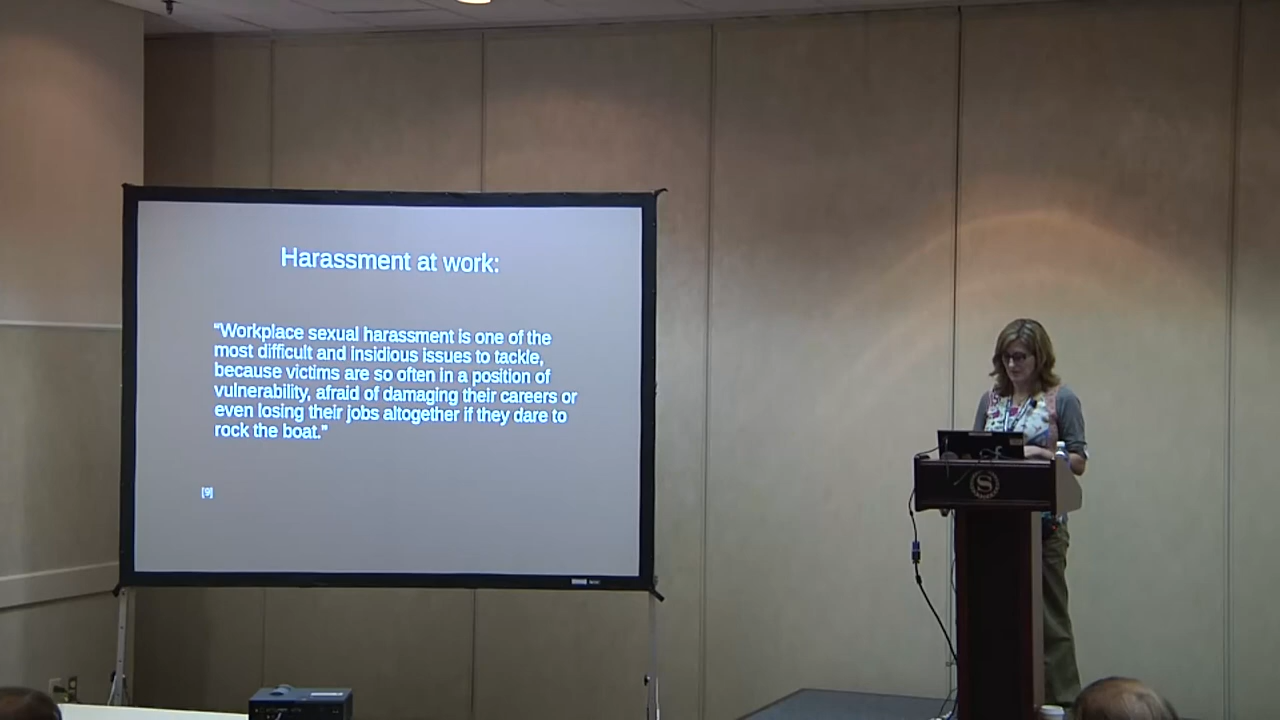 Harassment at work:
“Workplace sexual harassment is one of the
most difficult and insidious issues to tackle,
because victims are so often in a position of
vulnerability, afraid of damaging their careers or
even losing their jobs altogether if they dare to
rock the boat.”
[9]
S